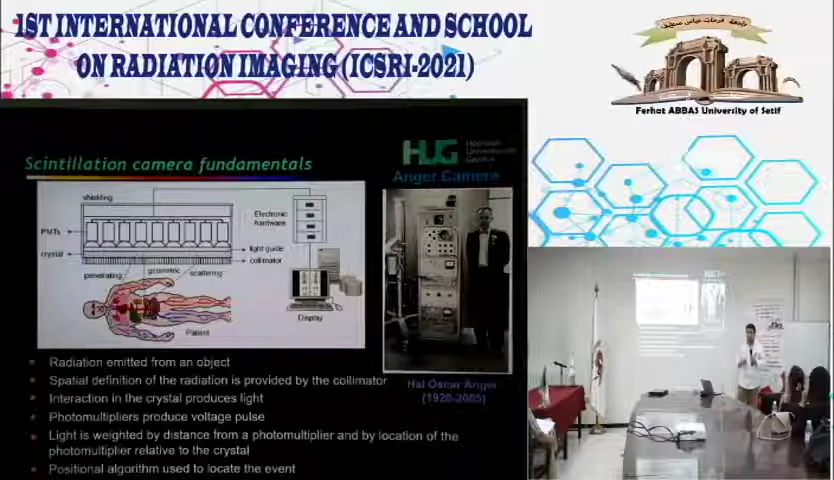 1ST INTERNATIONAL CONFERENCE AND SCHOOL
ON RADIATION IMAGING (ICSRI-2021)
Ferhat ABBAS University of Setif
Scintillation camera fundamentals
HUG
Anger Camera
shielding
PMTs
crystal
Electronic
hardware
light guide
collimator
penetrating
geometric
scattering
Patient
Display
Radiation emitted from an object
Spatial definition of the radiation is provided by the collimator
Interaction in the crystal produces light
Photomultipliers produce voltage pulse
Light is weighted by distance from a photomultiplier and by location of the
photomultiplier relative to the crystal
Positional algorithm used to locate the event
Hal Oscar Anger
(1920-2005)